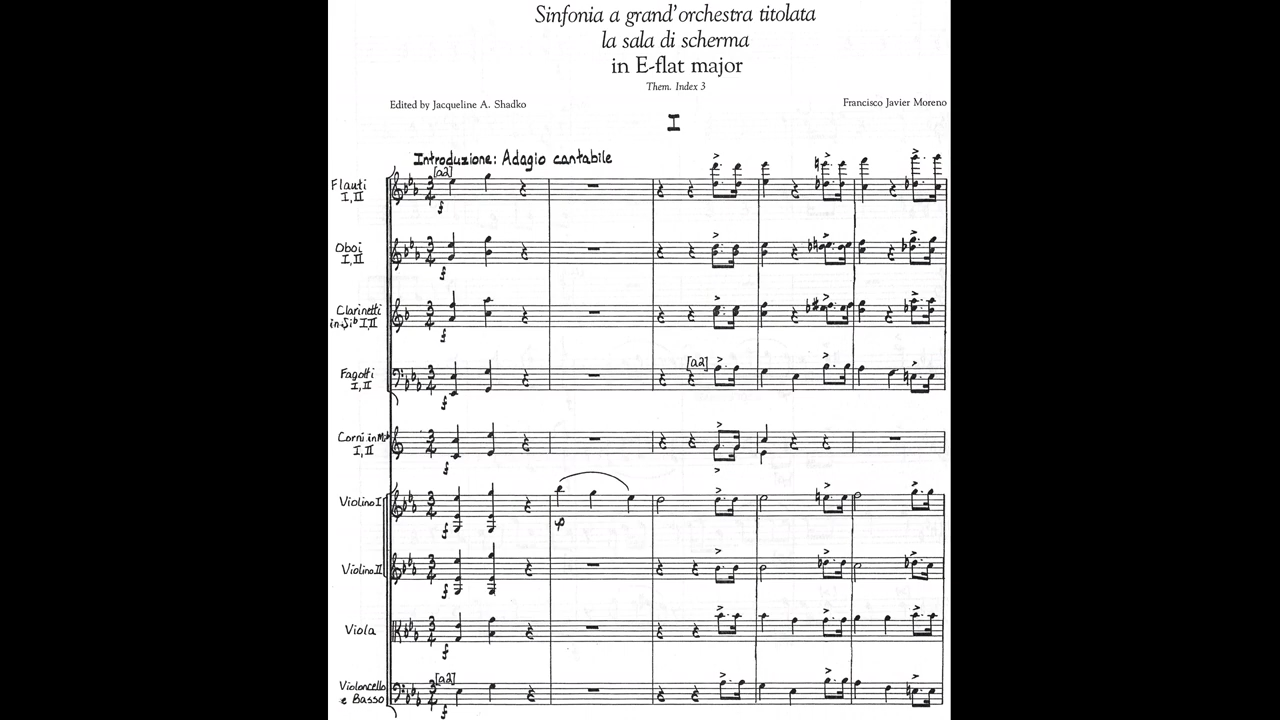 Sinfonia a grand'orchestra titolata
la sala di scherma
in E-flat major
Them. Index 3
Edited by Jacqueline A. Shadko
Francisco Javier Moreno
I
Introduzione: Adagio cantabile
[a2]
Flauti
I, II
f
Oboi
I, II
f
Clarinetti
in Si♭ I, II
f
[a2]
Fagotti
I, II
f
Corni in Mi♭
I, II
f
Violino I
f
p
Violino II
f
Viola
f
[a2]
Violoncello
e Basso
f